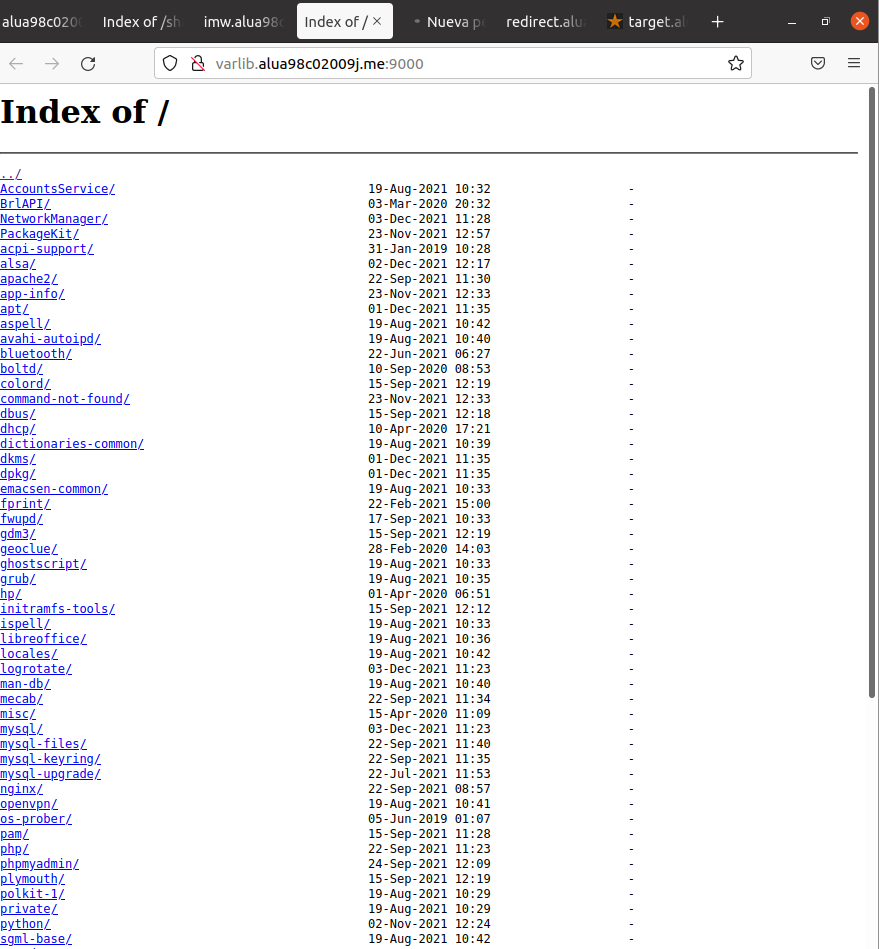 alua98c020
Index of /sh
imw.alua98
Index of /
Nueva pe
redirect.alua
target.al
varlib.alua98c02009j.me:9000
Index of /
../
AccountsService/ 19-Aug-2021 10:32 -
BrlAPI/ 03-Mar-2020 20:32 -
NetworkManager/ 03-Dec-2021 11:28 -
PackageKit/ 23-Nov-2021 12:57 -
acpi-support/ 31-Jan-2019 10:28 -
alsa/ 02-Dec-2021 12:17 -
apache2/ 22-Sep-2021 11:30 -
app-info/ 23-Nov-2021 12:33 -
apt/ 01-Dec-2021 11:35 -
aspell/ 19-Aug-2021 10:42 -
avahi-autoipd/ 19-Aug-2021 10:40 -
bluetooth/ 22-Jun-2021 06:27 -
boltd/ 10-Sep-2020 08:53 -
colord/ 15-Sep-2021 12:19 -
command-not-found/ 23-Nov-2021 12:33 -
dbus/ 15-Sep-2021 12:18 -
dhcp/ 10-Apr-2020 17:21 -
dictionaries-common/ 19-Aug-2021 10:39 -
dkms/ 01-Dec-2021 11:35 -
dpkg/ 01-Dec-2021 11:35 -
emacsen-common/ 19-Aug-2021 10:33 -
fprint/ 22-Feb-2021 15:00 -
fwupd/ 17-Sep-2021 10:33 -
gdm3/ 15-Sep-2021 12:19 -
geoclue/ 28-Feb-2020 14:03 -
ghostscript/ 19-Aug-2021 10:33 -
grub/ 19-Aug-2021 10:35 -
hp/ 01-Apr-2020 06:51 -
initramfs-tools/ 15-Sep-2021 12:12 -
ispell/ 19-Aug-2021 10:33 -
libreoffice/ 19-Aug-2021 10:36 -
locales/ 19-Aug-2021 10:42 -
logrotate/ 03-Dec-2021 11:23 -
man-db/ 19-Aug-2021 10:40 -
mecab/ 22-Sep-2021 11:34 -
misc/ 15-Apr-2020 11:09 -
mysql/ 03-Dec-2021 11:23 -
mysql-files/ 22-Sep-2021 11:40 -
mysql-keyring/ 22-Sep-2021 11:35 -
mysql-upgrade/ 22-Jul-2021 11:53 -
nginx/ 22-Sep-2021 08:57 -
openvpn/ 19-Aug-2021 10:41 -
os-prober/ 05-Jun-2019 01:07 -
pam/ 15-Sep-2021 11:28 -
php/ 22-Sep-2021 11:23 -
phpmyadmin/ 24-Sep-2021 12:09 -
plymouth/ 15-Sep-2021 12:19 -
polkit-1/ 19-Aug-2021 10:29 -
private/ 19-Aug-2021 10:29 -
python/ 02-Nov-2021 12:24 -
sgml-base/ 19-Aug-2021 10:42 -